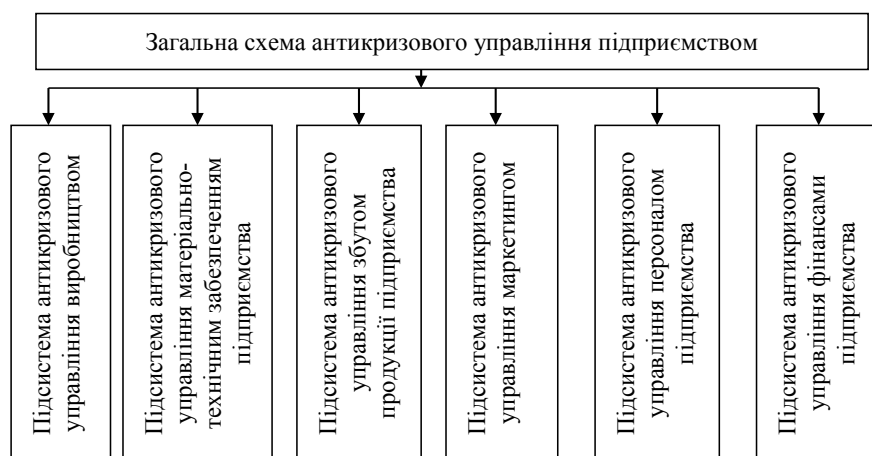 Загальна схема антикризового управління підприємством
Підсистема антикризового
управління виробництвом
Підсистема антикризового
управління матеріально-
технічним забезпеченням
підприємства
Підсистема антикризового
управління збутом
продукції підприємства
Підсистема антикризового
управління маркетингом
Підсистема антикризового
управління персоналом
підприємства
Підсистема антикризового
управління фінансами
підприємства